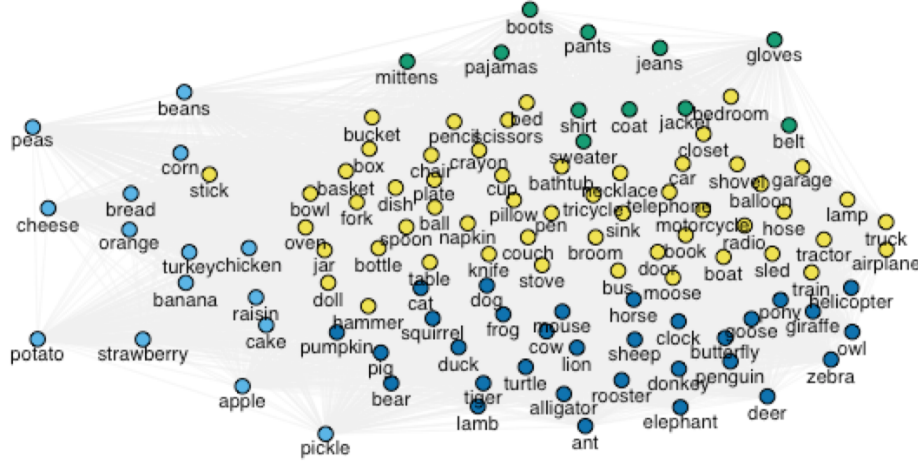 boots
pants
gloves
jeans
pajamas
mittens
beans
bedroom
peas
bucket
pencil
scissors
bed
shirt
coat
jacket
belt
closet
sweater
corn
box
chair
crayon
stick
basket
plate
cup
bathtub
necklace
car
shovel
garage
balloon
cheese
bread
bowl
fork
dish
ball
pillow
pen
tricycle
telephone
sink
motorcycle
hose
lamp
orange
oven
spoon
napkin
couch
broom
book
radio
truck
turkey
chicken
jar
bottle
table
knife
stove
door
boat
sled
tractor
airplane
banana
doll
cat
dog
bus
moose
train
helicopter
raisin
hammer
squirrel
frog
mouse
horse
pony
giraffe
goose
potato
strawberry
cake
pumpkin
pig
duck
cow
lion
sheep
clock
butterfly
owl
apple
bear
tiger
turtle
rooster
donkey
penguin
zebra
lamb
alligator
elephant
deer
pickle
ant